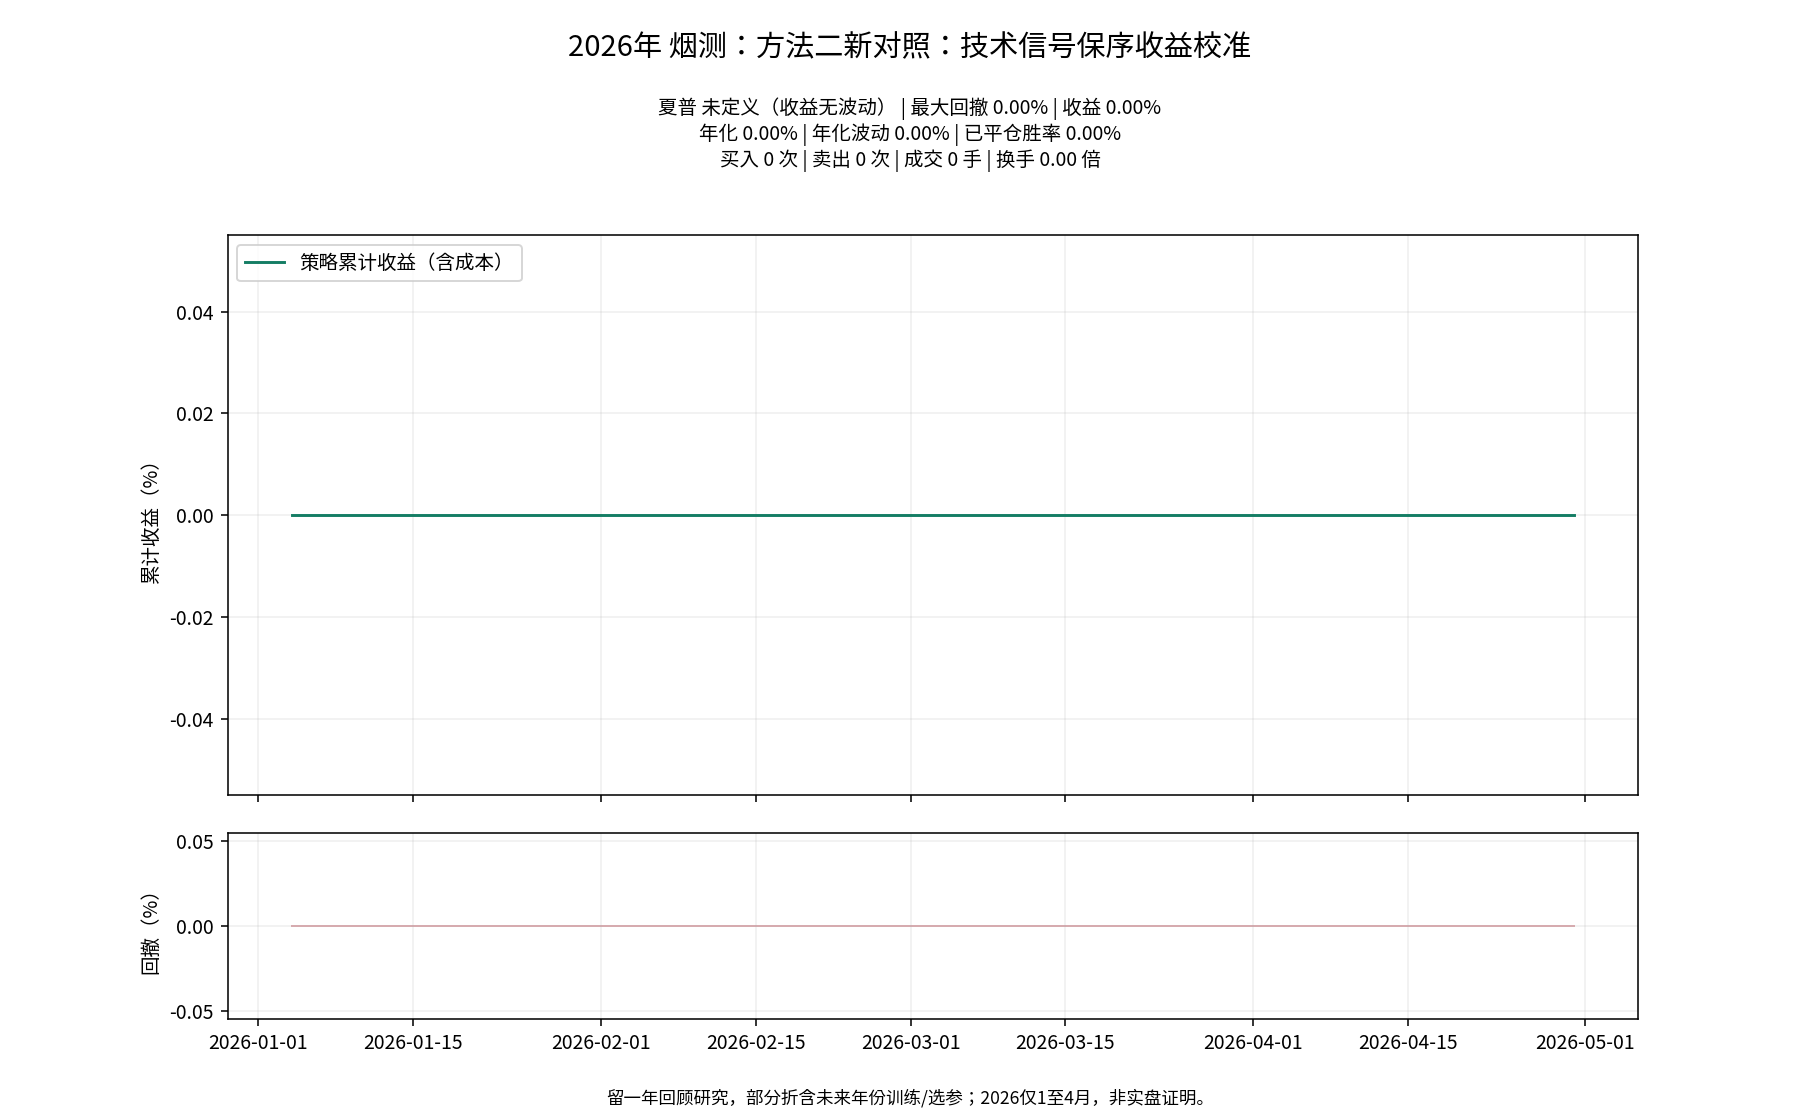 2026年 烟测：方法二新对照：技术信号保序收益校准
夏普 未定义（收益无波动） | 最大回撤 0.00% | 收益 0.00%
年化 0.00% | 年化波动 0.00% | 已平仓胜率 0.00%
买入 0 次 | 卖出 0 次 | 成交 0 手 | 换手 0.00 倍
策略累计收益（含成本）
累计收益（%）
0.04
0.02
0.00
-0.02
-0.04
回撤（%）
0.05
0.00
-0.05
2026-01-01 2026-01-15 2026-02-01 2026-02-15 2026-03-01 2026-03-15 2026-04-01 2026-04-15 2026-05-01
留一年回顾研究，部分折含未来年份训练/选参；2026仅1至4月，非实盘证明。